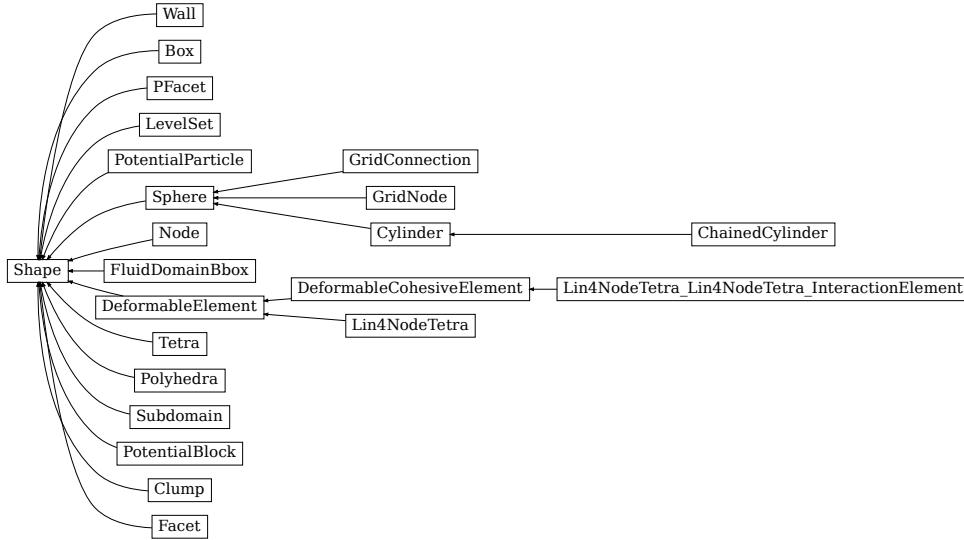 Wall
Box
PFacet
LevelSet
PotentialParticle
GridConnection
Sphere
GridNode
Node
Cylinder
ChainedCylinder
Shape
FluidDomainBbox
DeformableElement
DeformableCohesiveElement
Lin4NodeTetra_Lin4NodeTetra_InteractionElement
Lin4NodeTetra
Tetra
Polyhedra
Subdomain
PotentialBlock
Clump
Facet